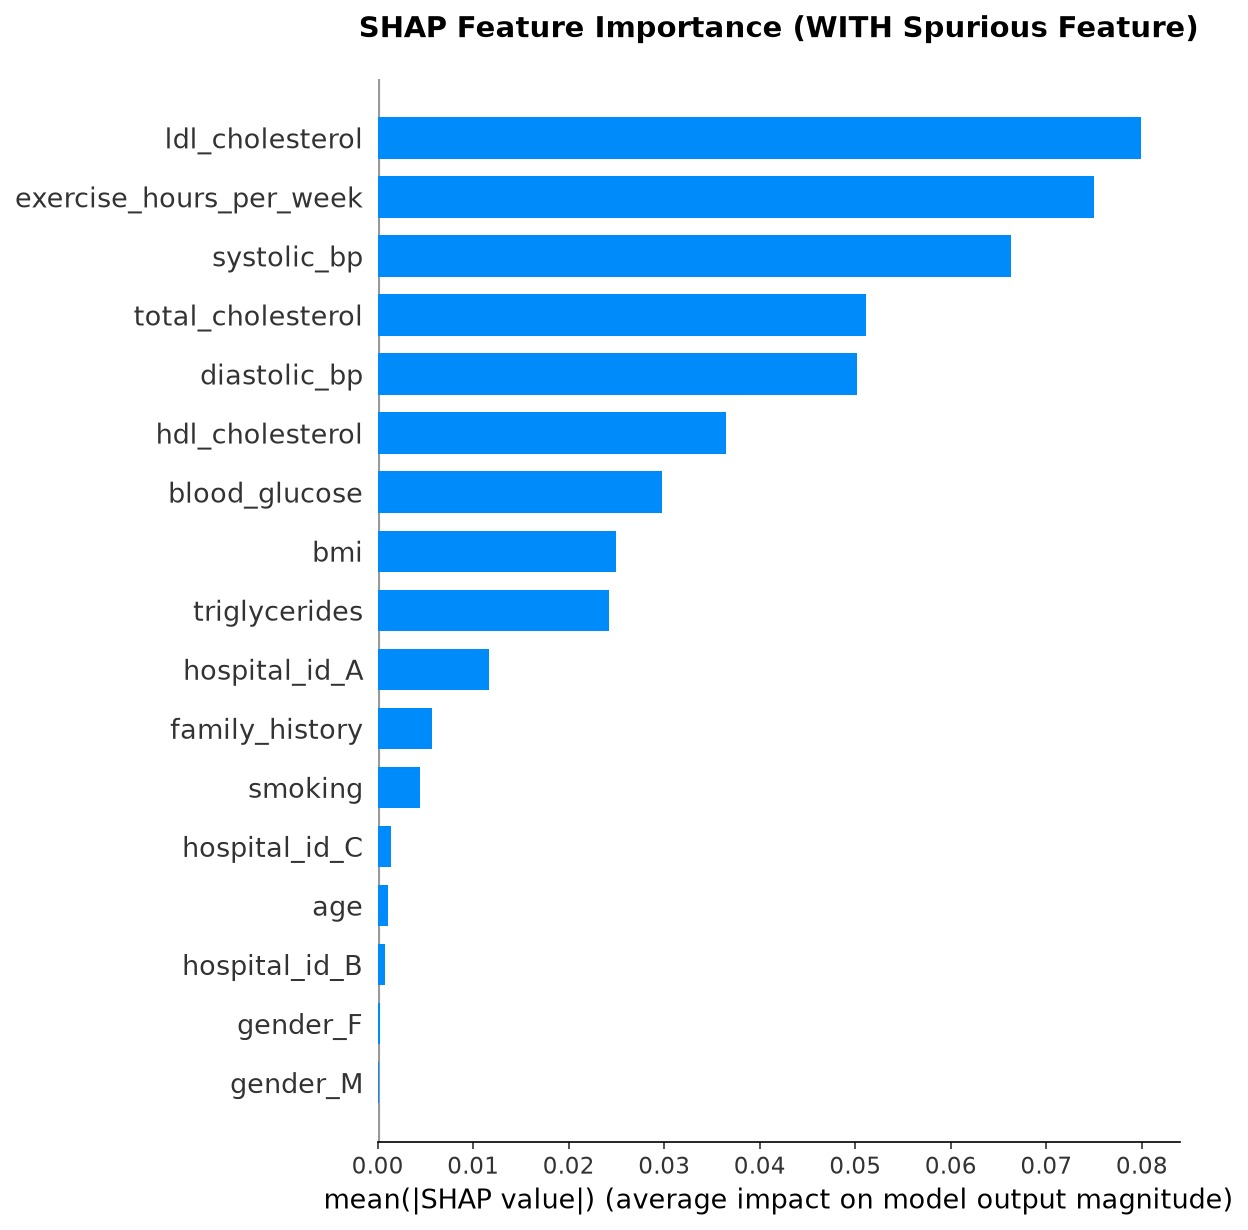 SHAP Feature Importance (WITH Spurious Feature)
ldl_cholesterol
exercise_hours_per_week
systolic_bp
total_cholesterol
diastolic_bp
hdl_cholesterol
blood_glucose
bmi
triglycerides
hospital_id_A
family_history
smoking
hospital_id_C
age
hospital_id_B
gender_F
gender_M
0.00 0.01 0.02 0.03 0.04 0.05 0.06 0.07 0.08
mean(|SHAP value|) (average impact on model output magnitude)